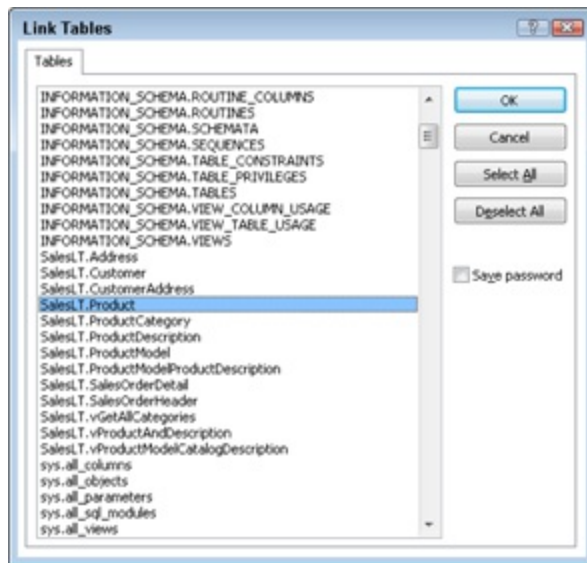 Link Tables
Tables
INFORMATION_SCHEMA.ROUTINE_COLUMNS
INFORMATION_SCHEMA.ROUTINES
INFORMATION_SCHEMA.SCHEMATA
INFORMATION_SCHEMA.SEQUENCES
INFORMATION_SCHEMA.TABLE_CONSTRAINTS
INFORMATION_SCHEMA.TABLE_PRIVILEGES
INFORMATION_SCHEMA.TABLES
INFORMATION_SCHEMA.VIEW_COLUMN_USAGE
INFORMATION_SCHEMA.VIEW_TABLE_USAGE
INFORMATION_SCHEMA.VIEWS
SalesLT.Address
SalesLT.Customer
SalesLT.CustomerAddress
SalesLT.Product
SalesLT.ProductCategory
SalesLT.ProductDescription
SalesLT.ProductModel
SalesLT.ProductModelProductDescription
SalesLT.SalesOrderDetail
SalesLT.SalesOrderHeader
SalesLT.vGetAllCategories
SalesLT.vProductAndDescription
SalesLT.vProductModelCatalogDescription
sys.all_columns
sys.all_objects
sys.all_parameters
sys.all_sql_modules
sys.all_views
OK
Cancel
Select All
Deselect All
Save password